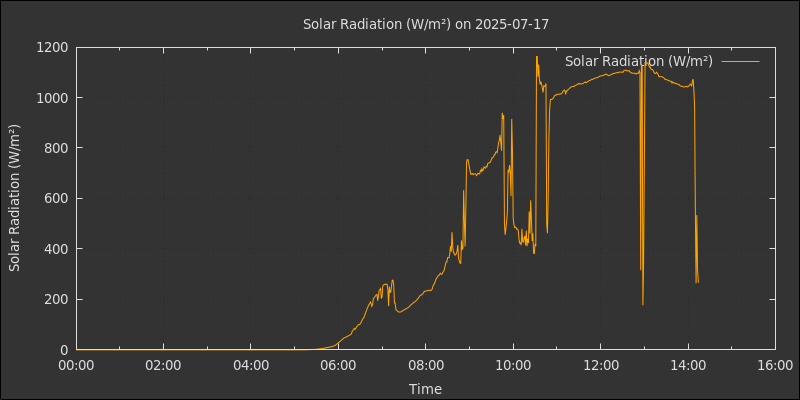 Solar Radiation (W/m²) on 2025-07-17
Solar Radiation (W/m²)
Solar Radiation (W/m²)
1200
1000
800
600
400
200
0
00:00 02:00 04:00 06:00 08:00 10:00 12:00 14:00 16:00
Time